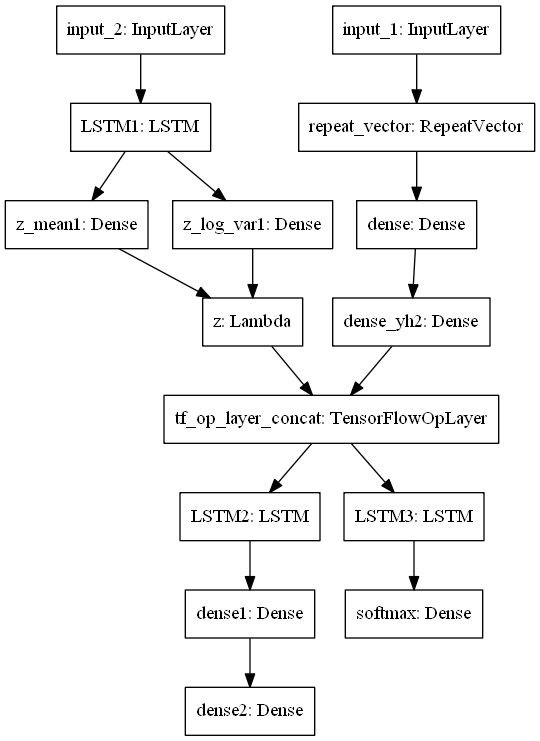 input_2: InputLayer
input_1: InputLayer
LSTM1: LSTM
repeat_vector: RepeatVector
z_mean1: Dense
z_log_var1: Dense
dense: Dense
z: Lambda
dense_yh2: Dense
tf_op_layer_concat: TensorFlowOpLayer
LSTM2: LSTM
LSTM3: LSTM
dense1: Dense
softmax: Dense
dense2: Dense